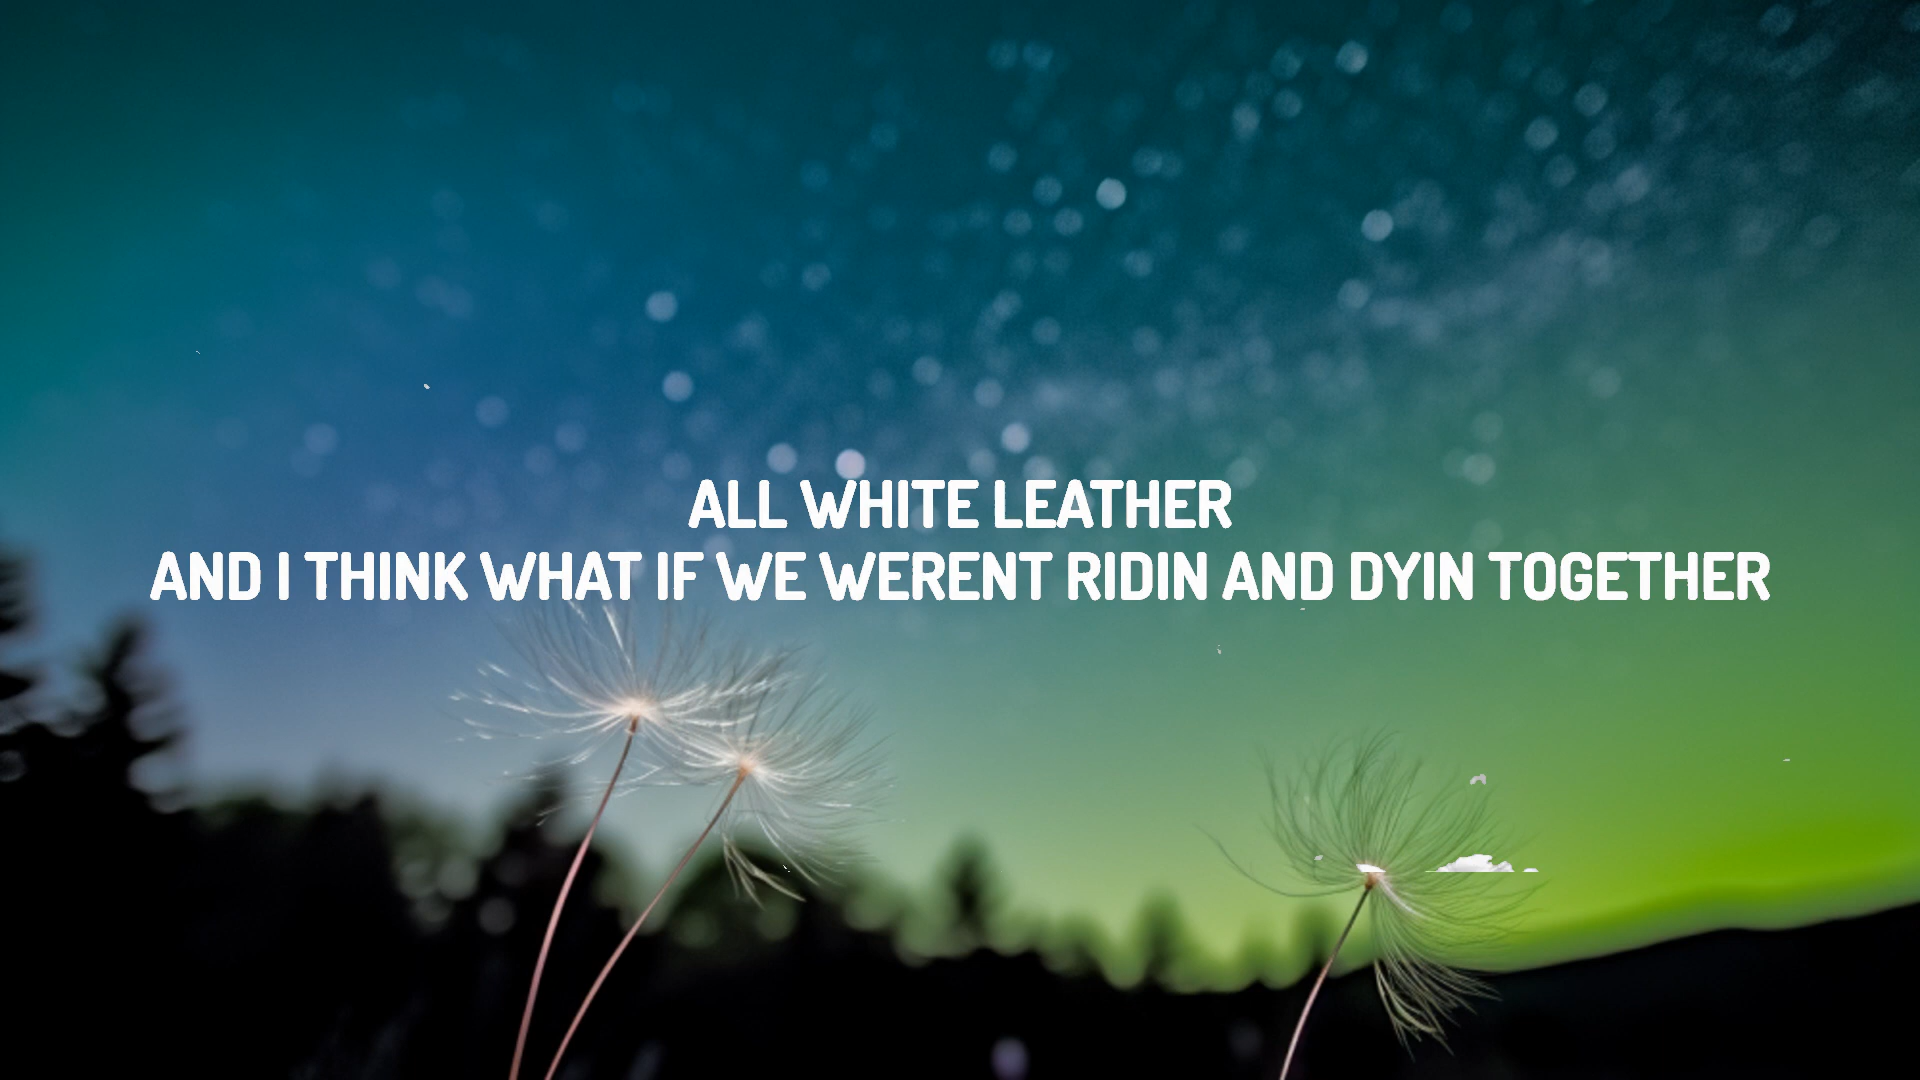 ALL WHITE LEATHER
AND I THINK WHAT IF WE WERENT RIDIN AND DYIN TOGETHER